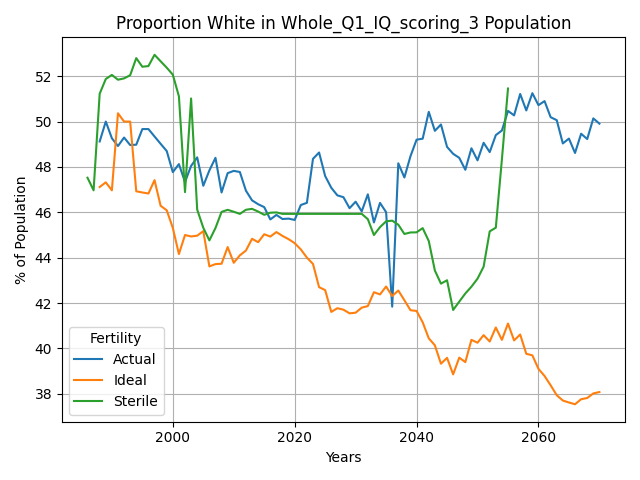 Proportion White in Whole_Q1_IQ_scoring_3 Population
% of Population
52
50
48
46
44
42
40
38
Fertility
Actual
Ideal
Sterile
2000
2020
2040
2060
Years